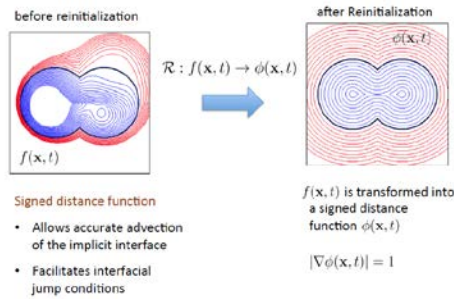 before reinitialization
after Reinitialization
ϕ(x, t)
R : f(x, t) → ϕ(x, t)
f(x, t)
Signed distance function
• Allows accurate advection
of the implicit interface
• Facilitates interfacial
jump conditions
f(x, t) is transformed into
a signed distance
function ϕ(x, t)
|∇ϕ(x, t)| = 1